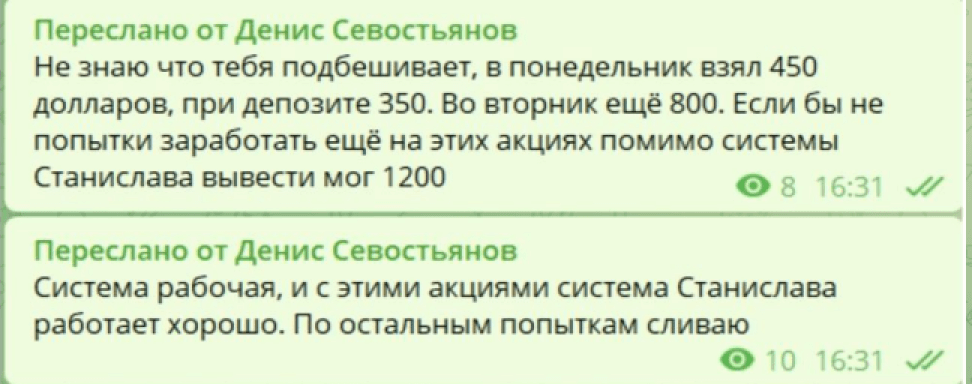 Переслано от Денис Севостьянов
Не знаю что тебя подбешивает, в понедельник взял 450
долларов, при депозите 350. Во вторник ещё 800. Если бы не
попытки заработать ещё на этих акциях помимо системы
Станислава вывести мог 1200
8 16:31
Переслано от Денис Севостьянов
Система рабочая, и с этими акциями система Станислава
работает хорошо. По остальным попыткам сливаю
10 16:31